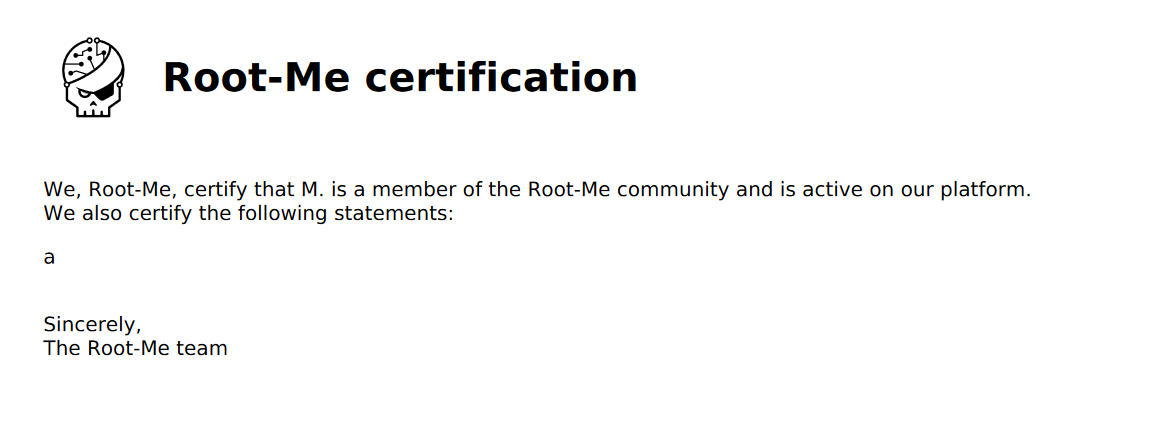 Root-Me certification
We, Root-Me, certify that M. is a member of the Root-Me community and is active on our platform.
We also certify the following statements:
a
Sincerely,
The Root-Me team